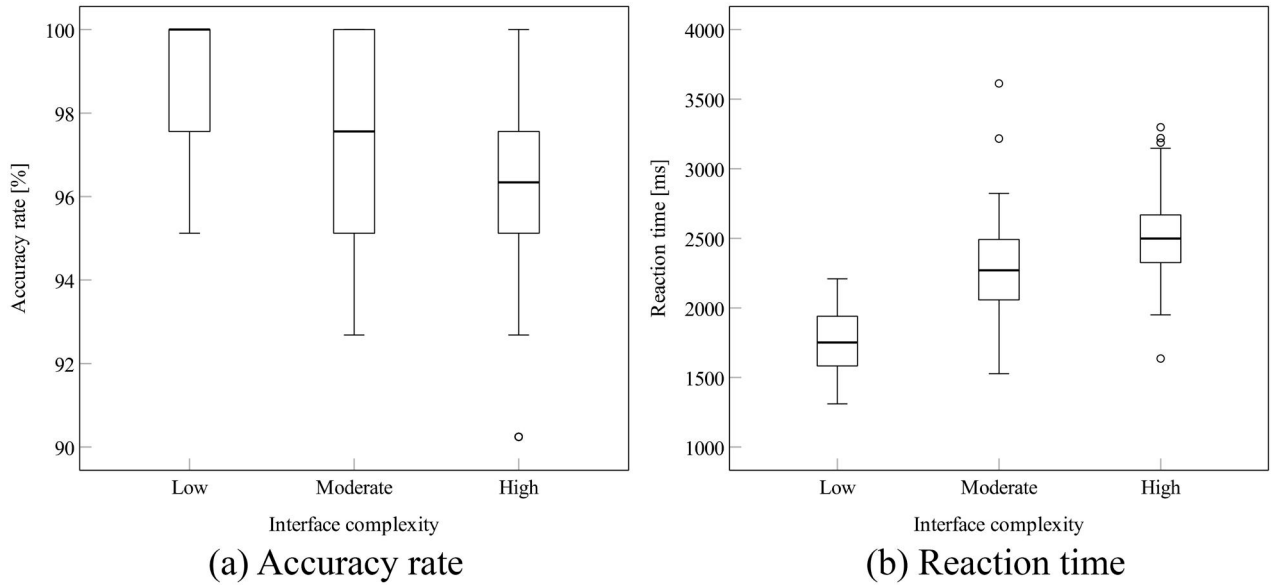 100
98
96
94
92
90
Accuracy rate [%]
Low Moderate High
Interface complexity
(a) Accuracy rate
4000
3500
3000
2500
2000
1500
1000
Reaction time [ms]
Low Moderate High
Interface complexity
(b) Reaction time